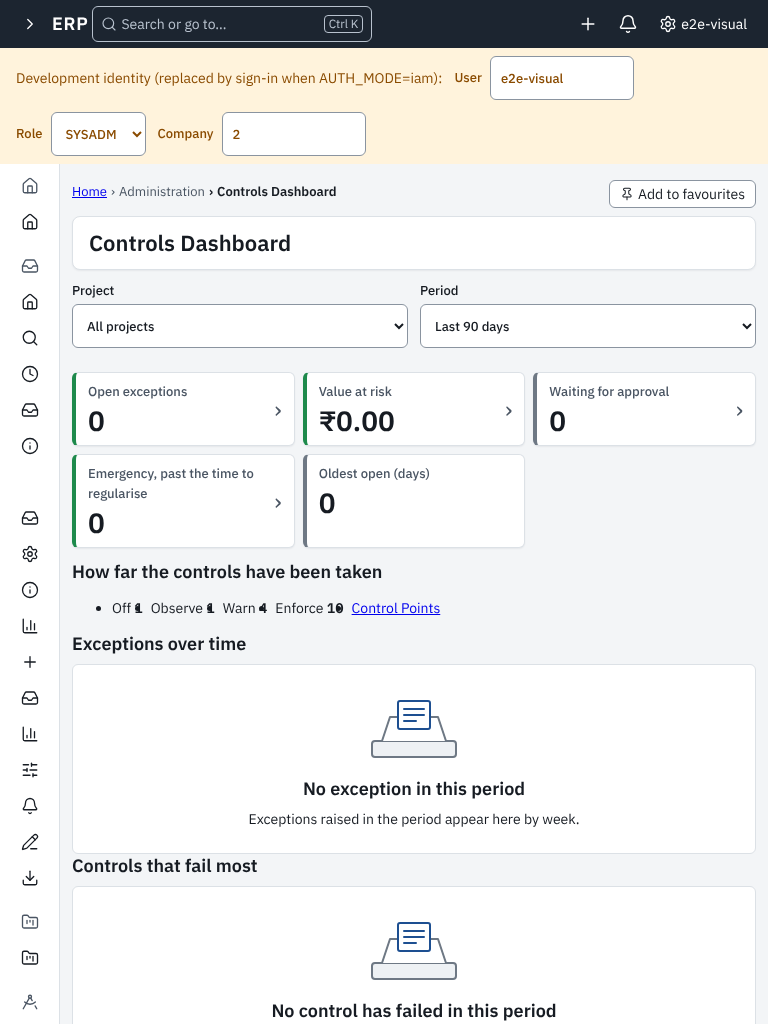 ERP
Search or go to...
Ctrl K
e2e-visual
Development identity (replaced by sign-in when AUTH_MODE=iam):
User
e2e-visual
Role
SYSADM
Company
2
Home › Administration › Controls Dashboard
Add to favourites
Controls Dashboard
Project
Period
All projects
Last 90 days
Open exceptions
0
Value at risk
₹0.00
Waiting for approval
0
Emergency, past the time to
regularise
0
Oldest open (days)
0
How far the controls have been taken
Off Observe Warn Enforce Control Points
Exceptions over time
No exception in this period
Exceptions raised in the period appear here by week.
Controls that fail most
No control has failed in this period